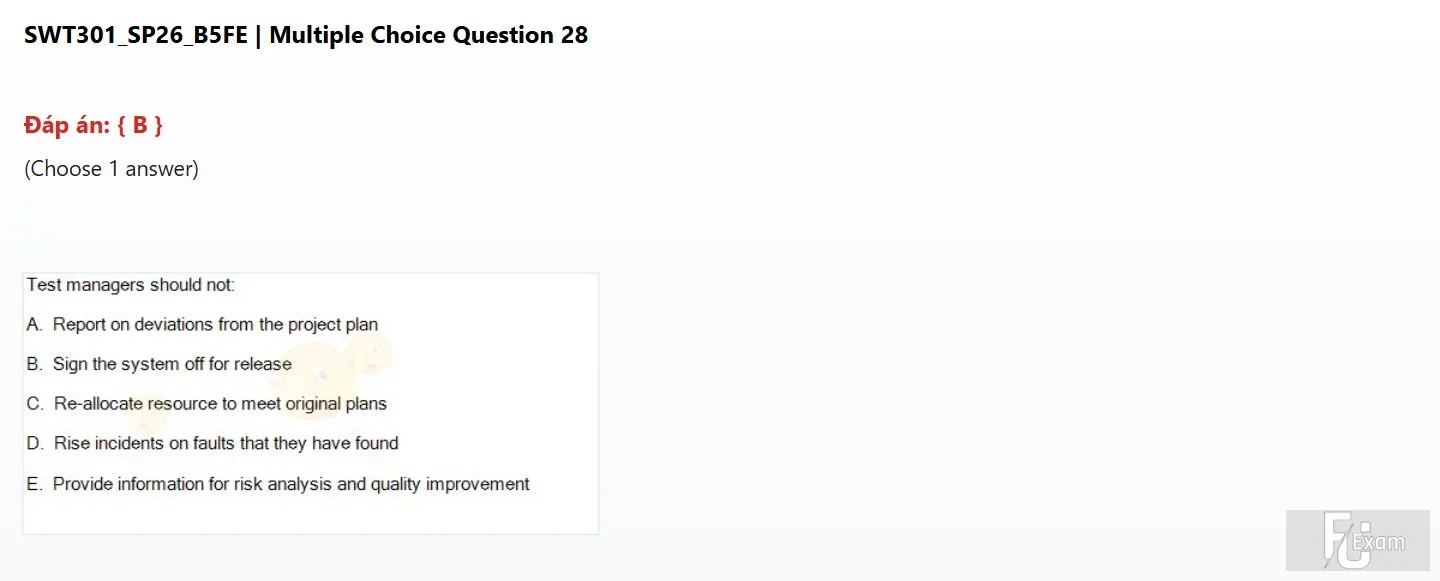 SWT301_SP26_B5FE | Multiple Choice Question 28
Đáp án: { B }
(Choose 1 answer)
Test managers should not:
A. Report on deviations from the project plan
B. Sign the system off for release
C. Re-allocate resource to meet original plans
D. Rise incidents on faults that they have found
E. Provide information for risk analysis and quality improvement
FU Exam